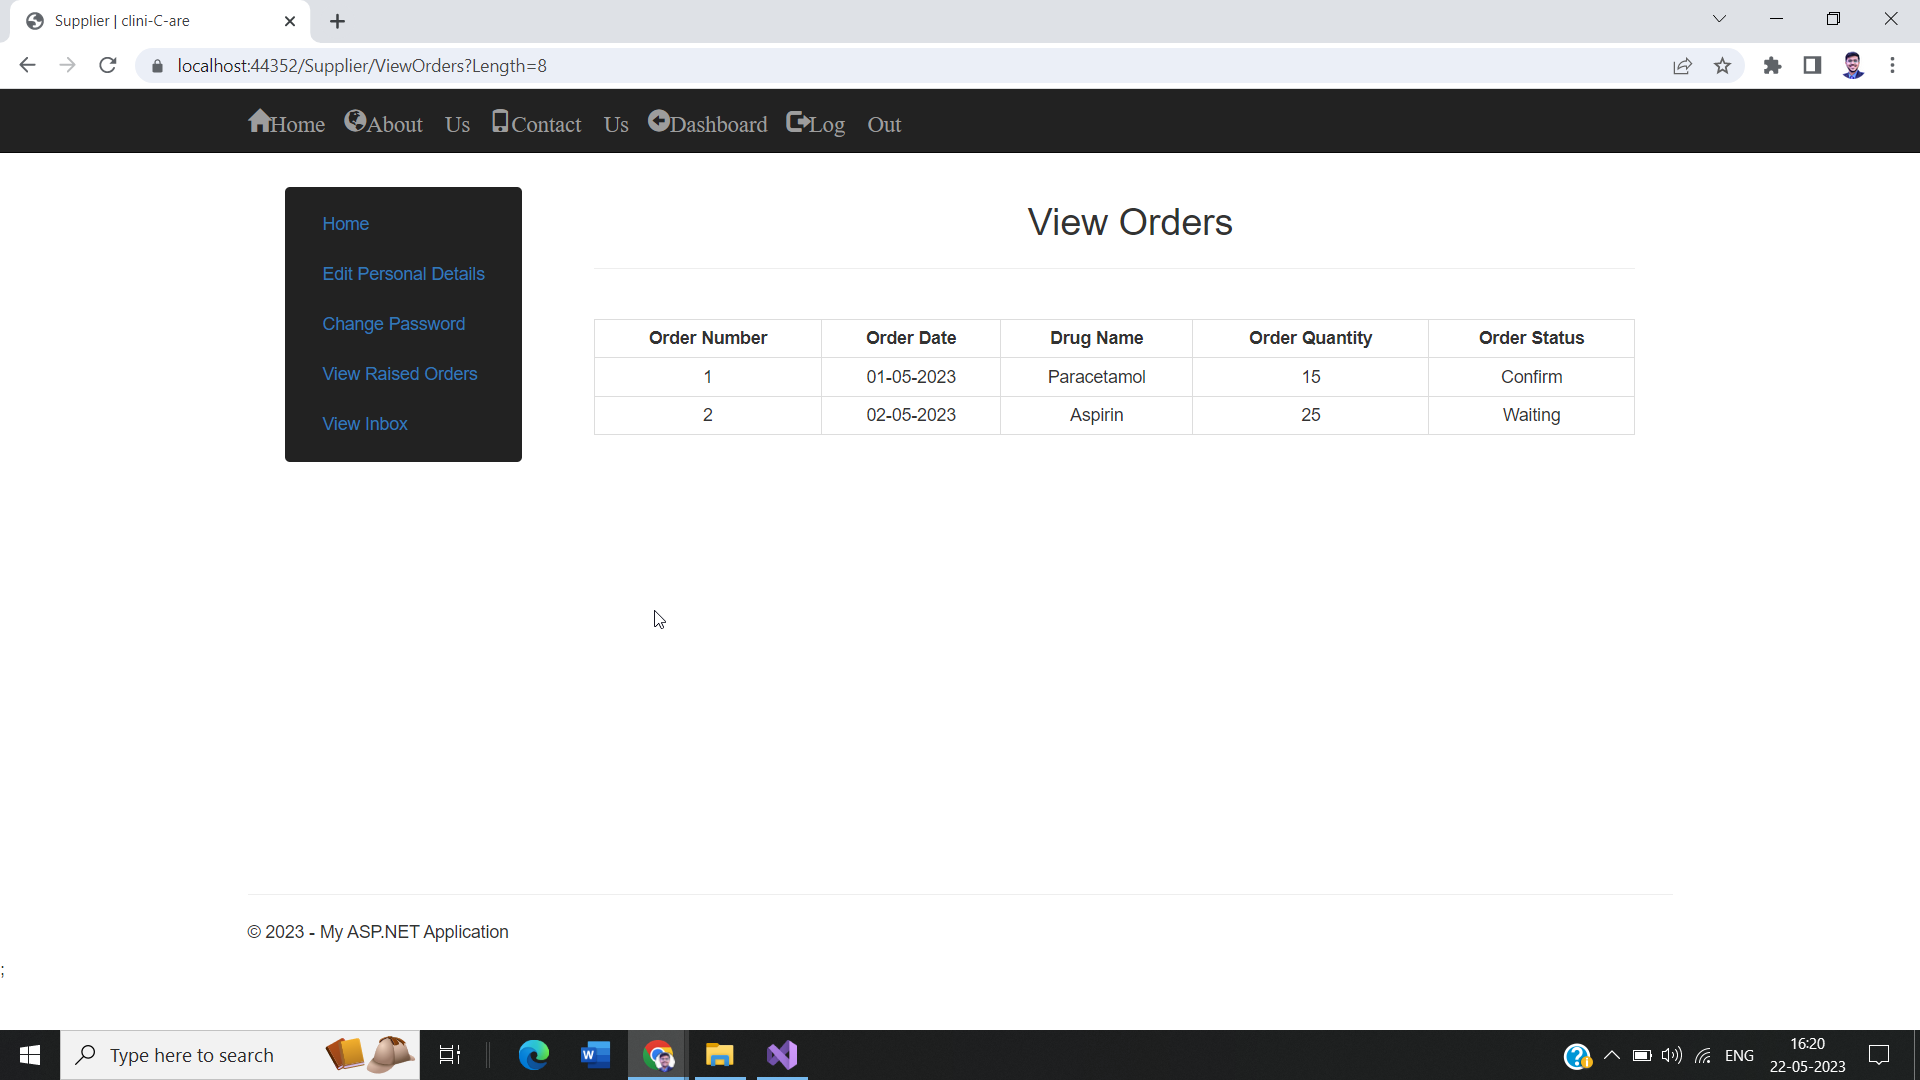 Supplier | clini-C-are
localhost:44352/Supplier/ViewOrders?Length=8
Home About Us Contact Us Dashboard Log Out
Home
Edit Personal Details
Change Password
View Raised Orders
View Inbox
View Orders
Order Number Order Date Drug Name Order Quantity Order Status
1 01-05-2023 Paracetamol 15 Confirm
2 02-05-2023 Aspirin 25 Waiting
© 2023 - My ASP.NET Application
;
Type here to search
W
ENG
16:20
22-05-2023